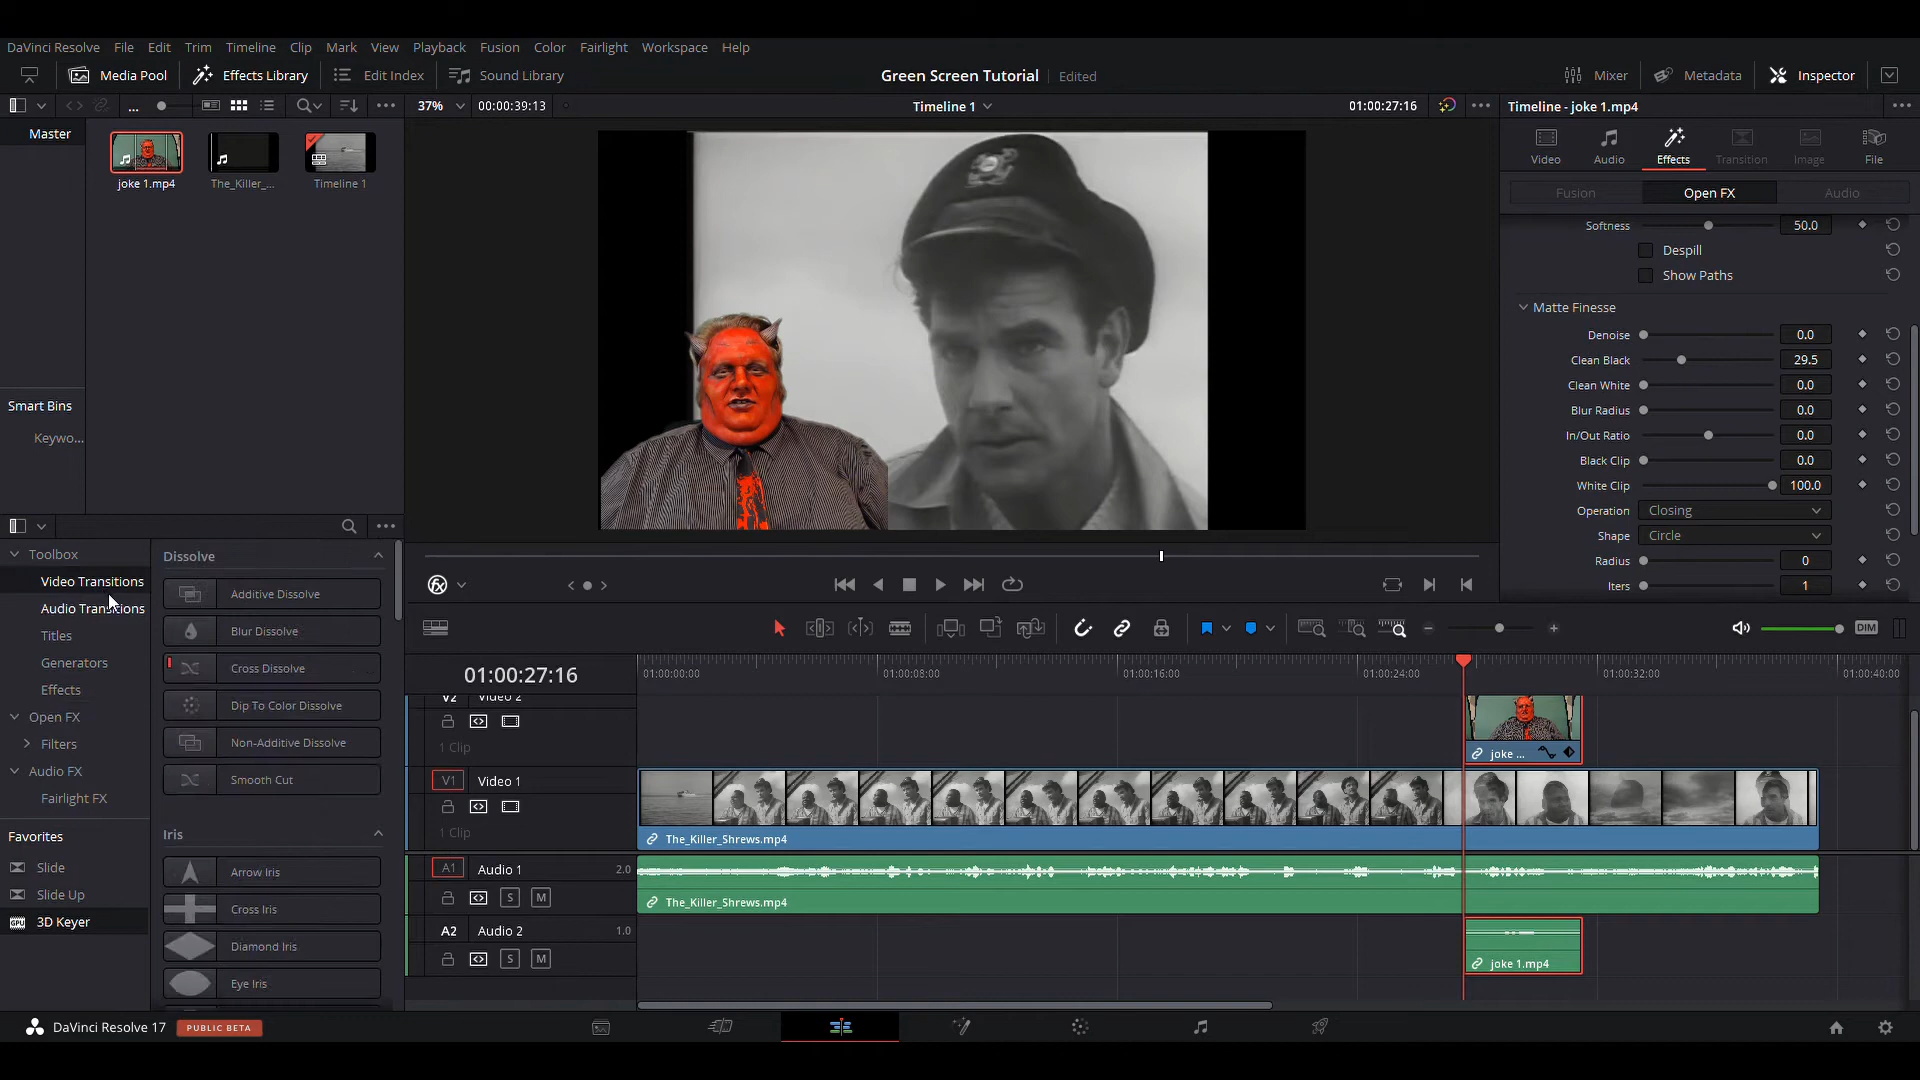 DaVinci Resolve File Edit Trim Timeline Clip Mark View Playback Fusion Color Fairlight Workspace Help
Media Pool Effects Library Edit Index Sound Library Green Screen Tutorial Edited Mixer Metadata Inspector
... 37% 00:00:39:13 Timeline 1 01:00:27:16 Timeline - joke 1.mp4
Master
joke 1.mp4 The_Killer_... Timeline 1
Video Audio Effects Transition Image File
Fusion Open FX Audio
Softness 50.0
Despill
Show Paths
Matte Finesse
Denoise 0.0
Clean Black 29.5
Clean White 0.0
Blur Radius 0.0
In/Out Ratio 0.0
Black Clip 0.0
White Clip 100.0
Operation Closing
Shape Circle
Radius 0
Iters 1
Smart Bins
Keywo...
Toolbox
Video Transitions
Audio Transitions
Titles
Generators
Effects
Open FX
Filters
Audio FX
Fairlight FX
Favorites
Slide
Slide Up
3D Keyer
Dissolve
Additive Dissolve
Blur Dissolve
Cross Dissolve
Dip To Color Dissolve
Non-Additive Dissolve
Smooth Cut
Iris
Arrow Iris
Cross Iris
Diamond Iris
Eye Iris
DIM
01:00:27:16
01:00:00:00 01:00:08:00 01:00:16:00 01:00:24:00 01:00:32:00 01:00:40:00
V2 Video 2
1 Clip
joke ...
V1 Video 1
1 Clip
The_Killer_Shrews.mp4
A1 Audio 1 2.0
S M
The_Killer_Shrews.mp4
A2 Audio 2 1.0
S M
joke 1.mp4
DaVinci Resolve 17 PUBLIC BETA